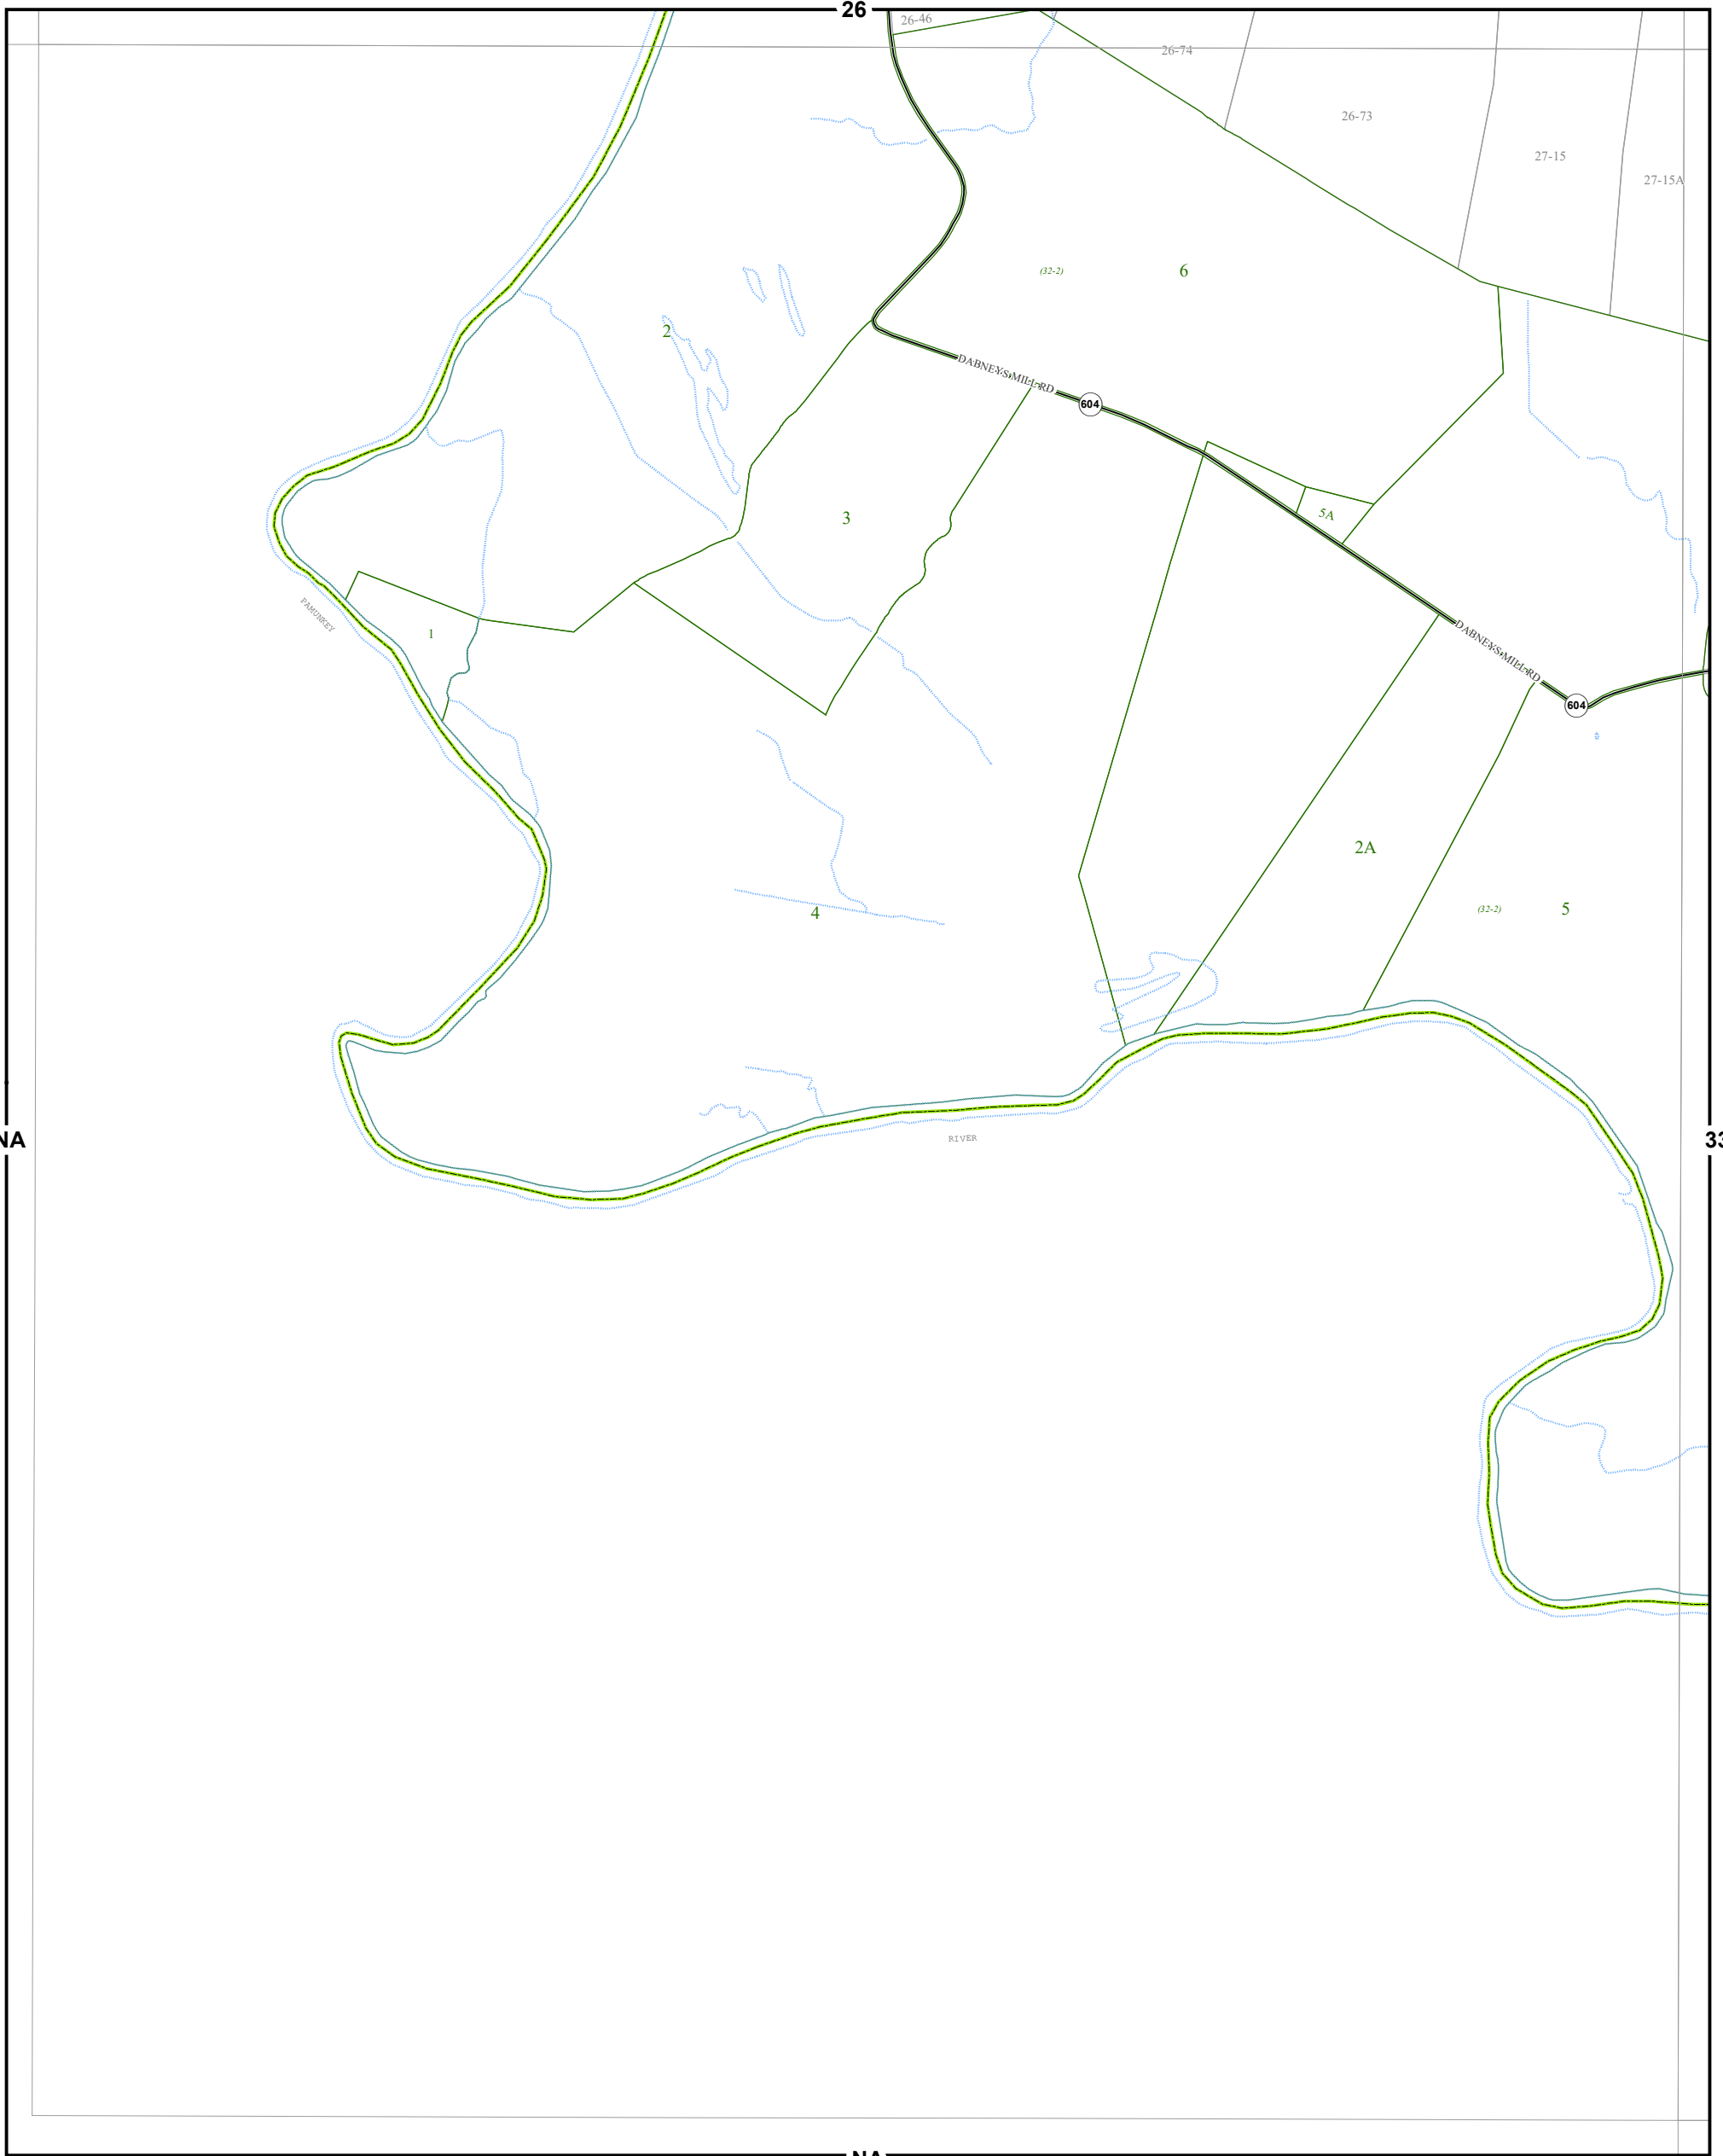 26
26-46
26-74
26-73
27-15
27-15A
(32-2)
6
2
DABNEYS MILL RD
604
3
5A
PAMUNKEY
1
DABNEYS MILL RD
604
2A
4
(32-2)
5
NA
RIVER
33
NA